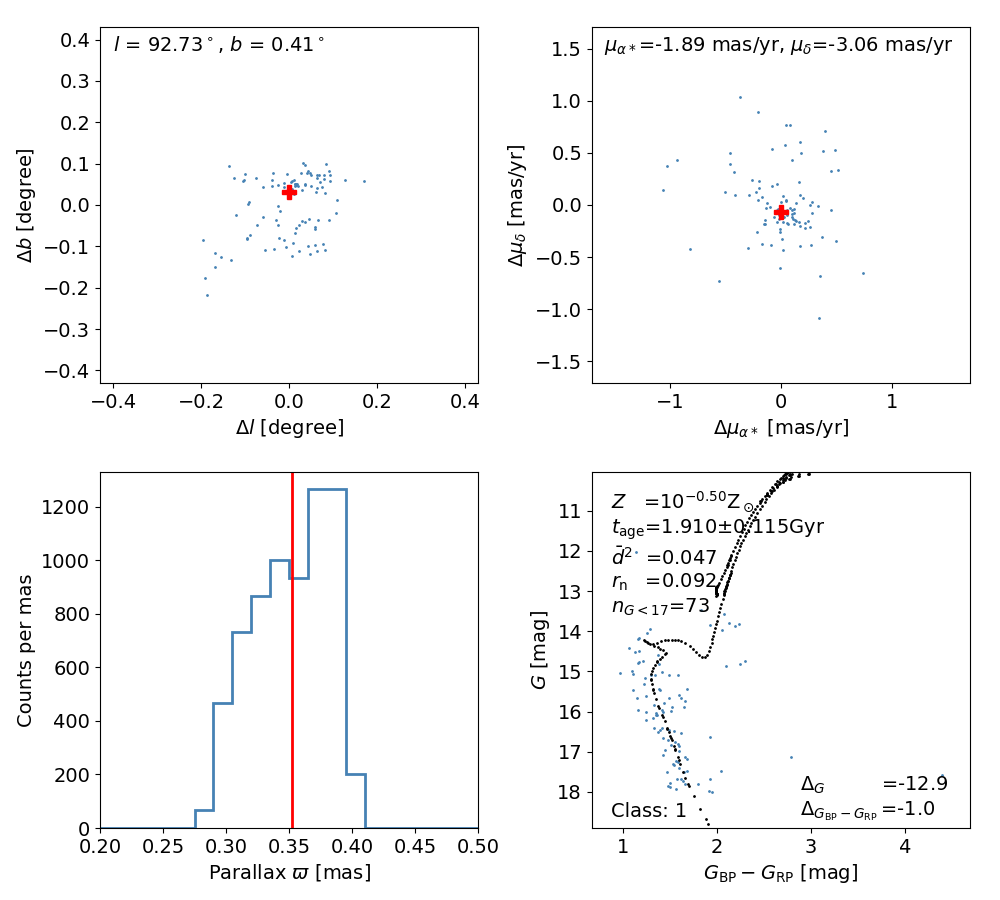 l = 92.73°, b = 0.41°
0.4
0.3
0.2
0.1
0.0
−0.1
−0.2
−0.3
−0.4
Δb [degree]
−0.4 −0.2 0.0 0.2 0.4
Δl [degree]
μα∗=-1.89 mas/yr, μδ=-3.06 mas/yr
1.5
1.0
0.5
0.0
−0.5
−1.0
−1.5
Δμδ [mas/yr]
−1 0 1
Δμα∗ [mas/yr]
1200
1000
800
600
400
200
0
Counts per mas
0.20 0.25 0.30 0.35 0.40 0.45 0.50
Parallax ϖ [mas]
Z =10^−0.50Z⊙
tage=1.910±0.115Gyr
d̄² =0.047
rn =0.092
nG<17=73
11
12
13
14
15
16
17
18
G [mag]
ΔG =-12.9
ΔGBP−GRP=-1.0
Class: 1
1 2 3 4
GBP − GRP [mag]